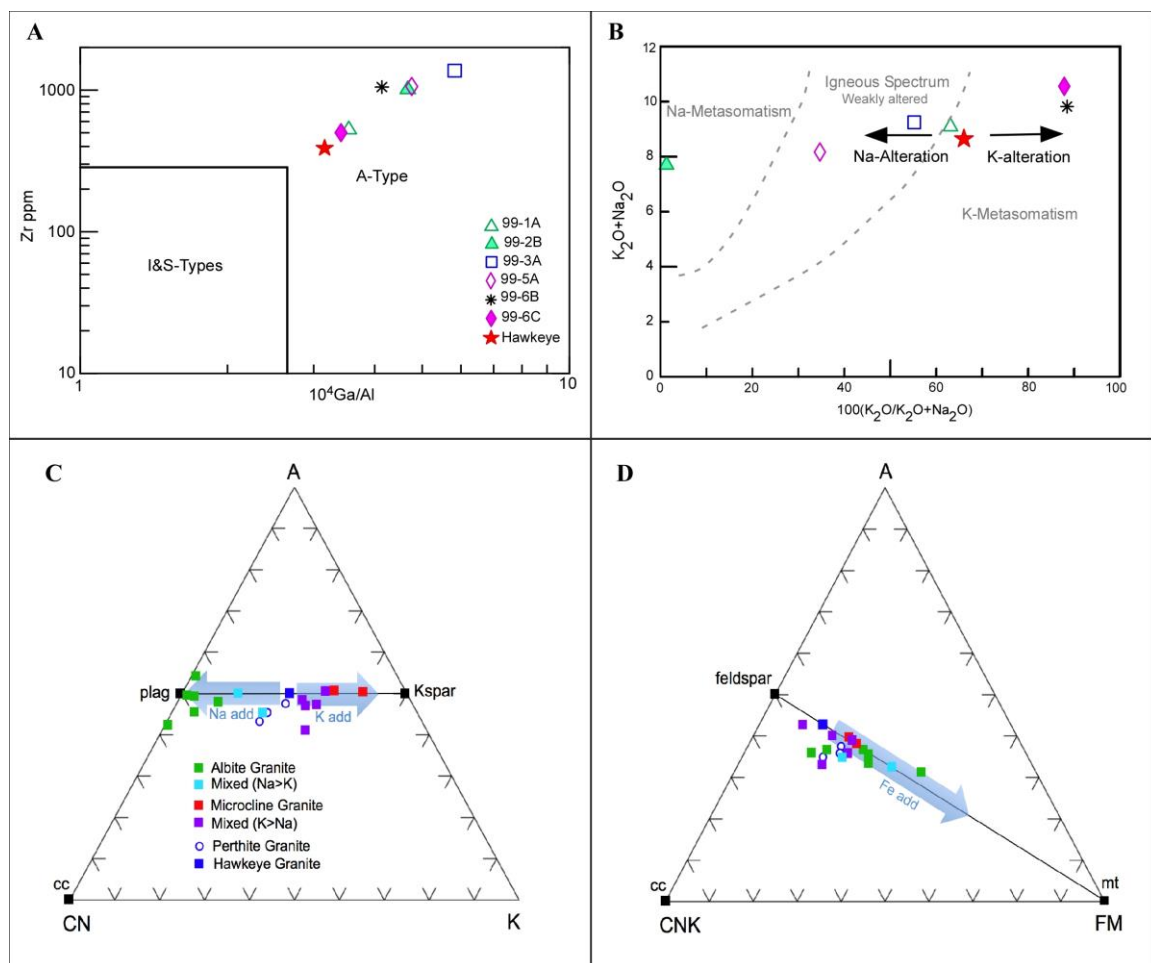 A
1000
100
10
Zr ppm
1
10
10⁴Ga/Al
A-Type
I&S-Types
99-1A
99-2B
99-3A
99-5A
99-6B
99-6C
Hawkeye
B
12
10
8
6
4
2
0
K₂O+Na₂O
0
20
40
60
80
100
100(K₂O/K₂O+Na₂O)
Na-Metasomatism
Igneous Spectrum
Weakly altered
Na-Alteration
K-alteration
K-Metasomatism
C
A
plag
Kspar
Na add
K add
Albite Granite
Mixed (Na>K)
Microcline Granite
Mixed (K>Na)
Perthite Granite
Hawkeye Granite
cc
CN
K
D
A
feldspar
Fe add
cc
mt
CNK
FM